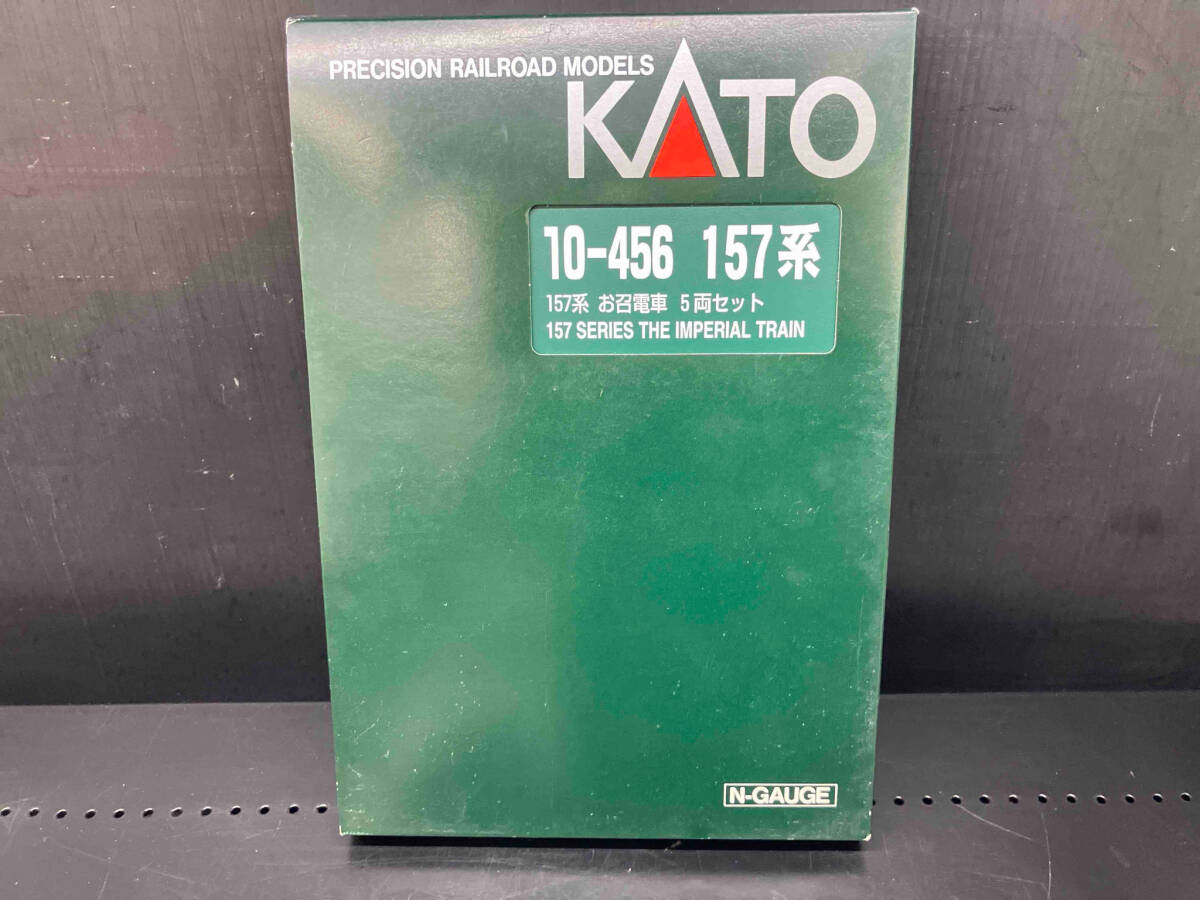 PRECISION RAILROAD MODELS
KATO
10-456 157系
157系 お召電車 5両セット
157 SERIES THE IMPERIAL TRAIN
N-GAUGE